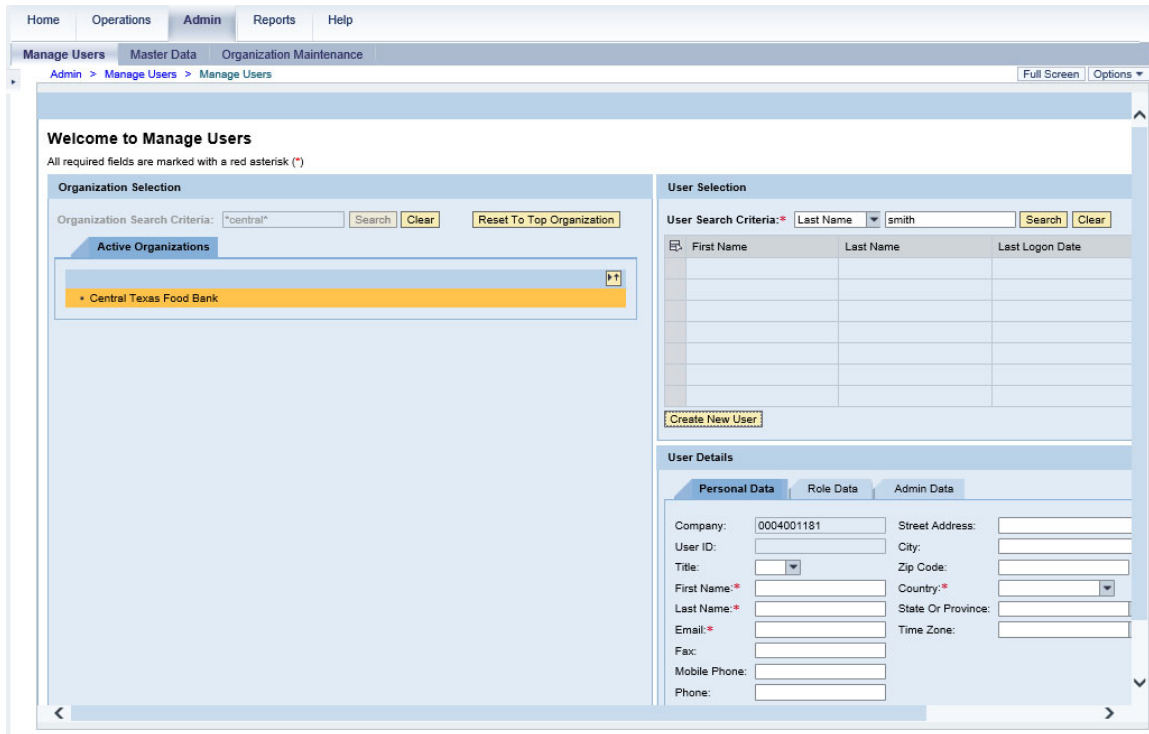 Home Operations Admin Reports Help
Manage Users Master Data Organization Maintenance
Admin > Manage Users > Manage Users Full Screen Options
Welcome to Manage Users
All required fields are marked with a red asterisk (*)
Organization Selection
Organization Search Criteria: *central* Search Clear Reset To Top Organization
Active Organizations
Central Texas Food Bank
User Selection
User Search Criteria:* Last Name smith Search Clear
First Name Last Name Last Logon Date
Create New User
User Details
Personal Data Role Data Admin Data
Company: 0004001181 Street Address:
User ID: City:
Title: Zip Code:
First Name:* Country:*
Last Name:* State Or Province:
Email:* Time Zone:
Fax:
Mobile Phone:
Phone: